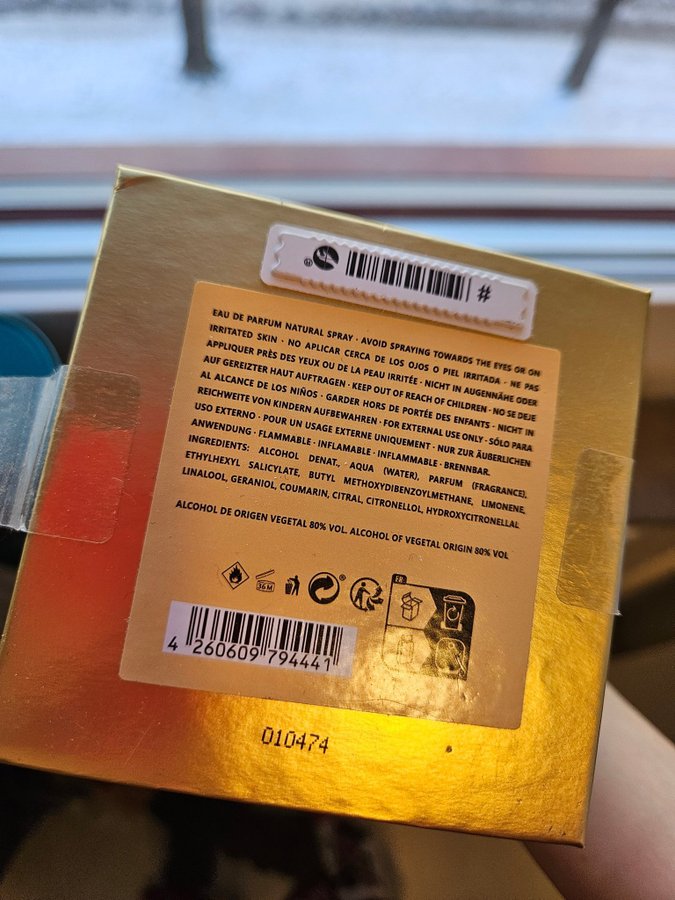 #
EAU DE PARFUM NATURAL SPRAY · AVOID SPRAYING TOWARDS THE EYES OR ON
IRRITATED SKIN · NO APLICAR CERCA DE LOS OJOS O PIEL IRRITADA · NE PAS
APPLIQUER PRÈS DES YEUX OU DE LA PEAU IRRITÉE · NICHT IN AUGENNÄHE ODER
AUF GEREIZTER HAUT AUFTRAGEN · KEEP OUT OF REACH OF CHILDREN · NO SE DEJE
AL ALCANCE DE LOS NIÑOS · GARDER HORS DE PORTÉE DES ENFANTS · NICHT IN
REICHWEITE VON KINDERN AUFBEWAHREN · FOR EXTERNAL USE ONLY · SÓLO PARA
USO EXTERNO · POUR UN USAGE EXTERNE UNIQUEMENT · NUR ZUR ÄUBERLICHEN
ANWENDUNG · FLAMMABLE · INFLAMABLE · INFLAMMABLE · BRENNBAR.
INGREDIENTS: ALCOHOL DENAT., AQUA (WATER), PARFUM (FRAGRANCE),
ETHYLHEXYL SALICYLATE, BUTYL METHOXYDIBENZOYLMETHANE, LIMONENE,
LINALOOL, GERANIOL, COUMARIN, CITRAL, CITRONELLOL, HYDROXYCITRONELLAL
ALCOHOL DE ORIGEN VEGETAL 80% VOL. ALCOHOL OF VEGETAL ORIGIN 80% VOL
36M
FR
4 260609 794441
010474